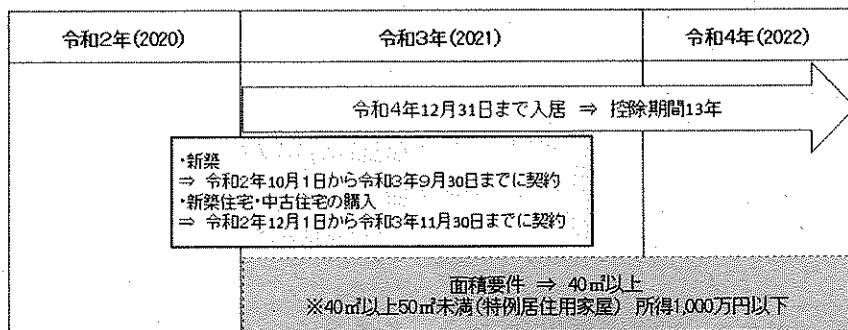 令和2年(2020)
令和3年(2021)
令和4年(2022)
令和4年12月31日まで入居 ⇒ 控除期間13年
・新築
⇒ 令和2年10月1日から令和3年9月30日までに契約
・新築住宅・中古住宅の購入
⇒ 令和2年12月1日から令和3年11月30日までに契約
面積要件 ⇒ 40㎡以上
※40㎡以上50㎡未満(特例居住用家屋) 所得1,000万円以下